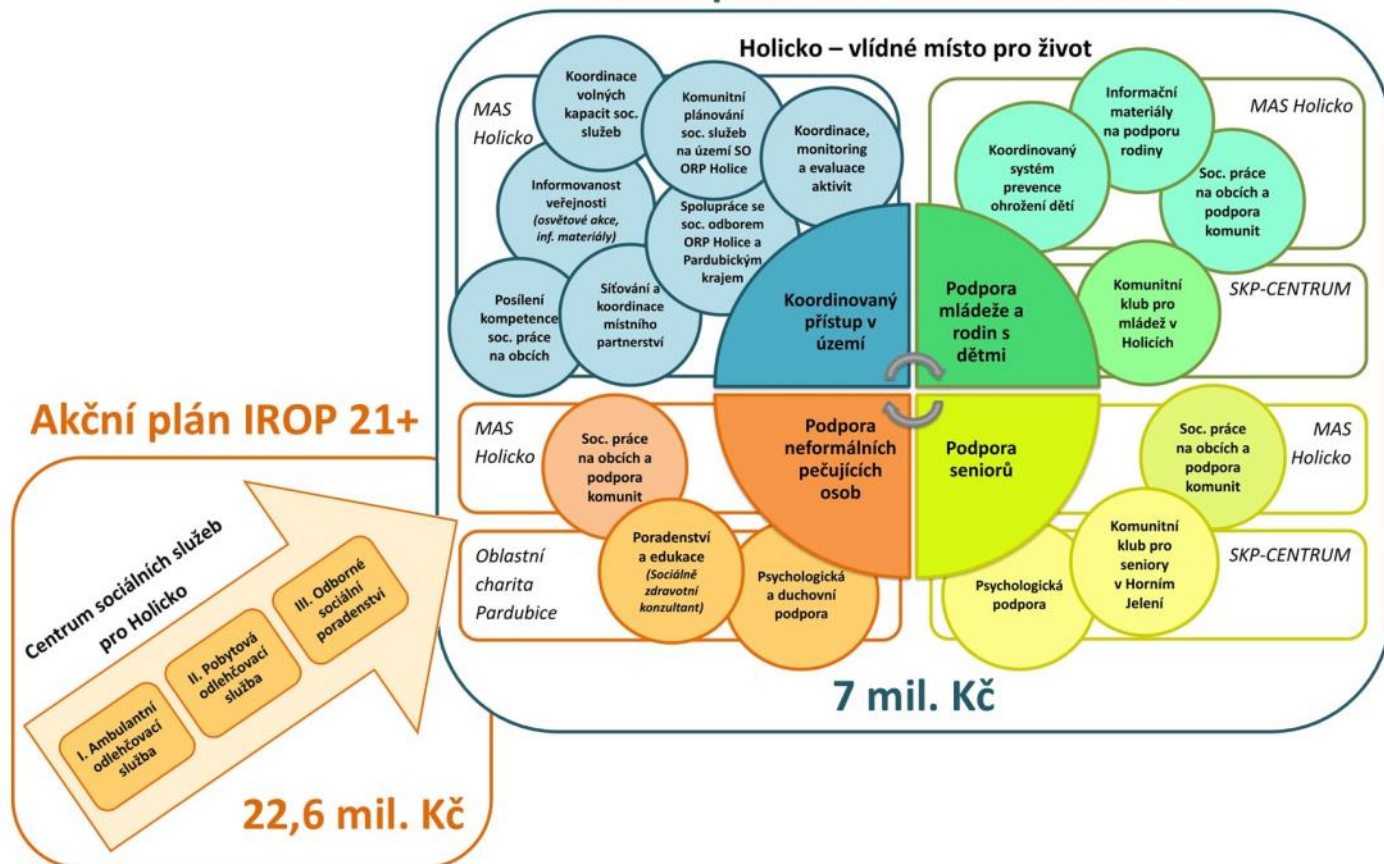 Holicko – vlídné místo pro život
MAS
Holicko
Koordinace
volných
kapacit soc.
služeb
Komunitní
plánování
soc. služeb
na území SO
ORP Holice
Koordinace,
monitoring
a evaluace
aktivit
Informovanost
veřejnosti
(osvětové akce,
inf. materiály)
Spolupráce se
soc. odborem
ORP Holice a
Pardubickým
krajem
Posílení
kompetence
soc. práce
na obcích
Síťování a
koordinace
místního
partnerství
Koordinovaný
přístup v
území
MAS Holicko
Informační
materiály
na podporu
rodiny
Koordinovaný
systém
prevence
ohrožení dětí
Soc. práce
na obcích a
podpora
komunit
SKP-CENTRUM
Komunitní
klub pro
mládež v
Holicích
Podpora
mládeže a
rodin s
dětmi
Akční plán IROP 21+
MAS
Holicko
Soc. práce
na obcích a
podpora
komunit
Podpora
neformálních
pečujících
osob
Oblastní
charita
Pardubice
Poradenství
a edukace
(Sociálně
zdravotní
konzultant)
Psychologická
a duchovní
podpora
Podpora
seniorů
Soc. práce
na obcích a
podpora
komunit
MAS
Holicko
Psychologická
podpora
Komunitní
klub pro
seniory
v Horním
Jelení
SKP-CENTRUM
7 mil. Kč
Centrum sociálních služeb
pro Holicko
I. Ambulantní
odlehčovací
služba
II. Pobytová
odlehčovací
služba
III. Odborné
sociální
poradenství
22,6 mil. Kč